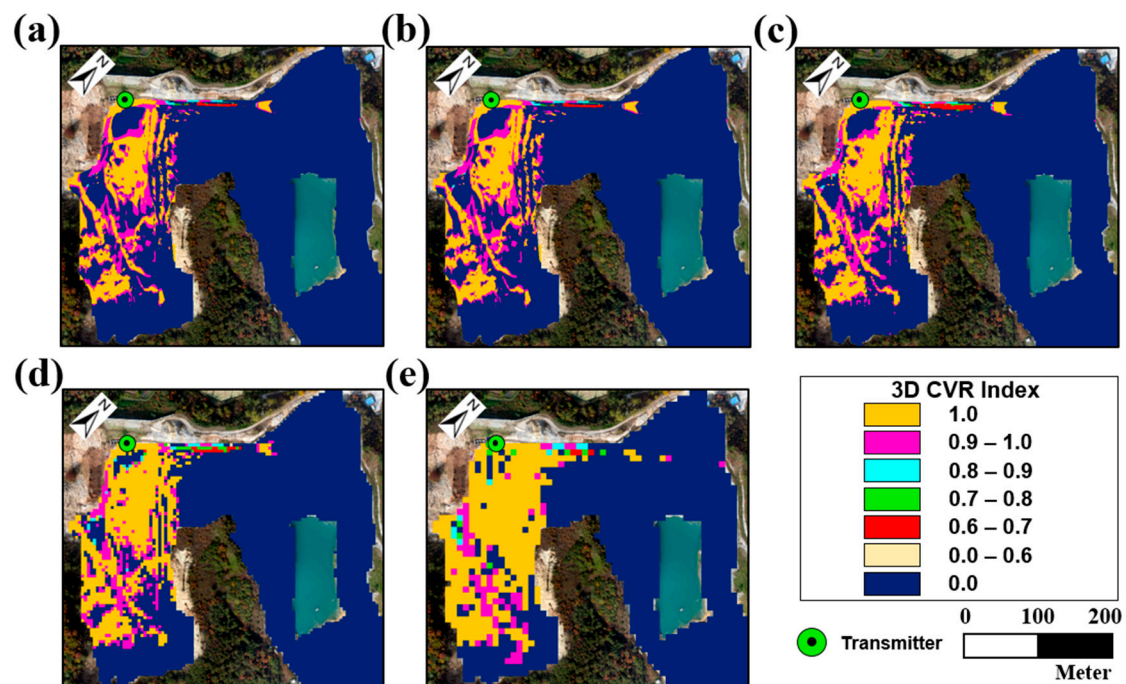 (a)
(b)
(c)
N
N
N
(d)
(e)
N
N
3D CVR Index
1.0
0.9 – 1.0
0.8 – 0.9
0.7 – 0.8
0.6 – 0.7
0.0 – 0.6
0.0
Transmitter
0 100 200
Meter